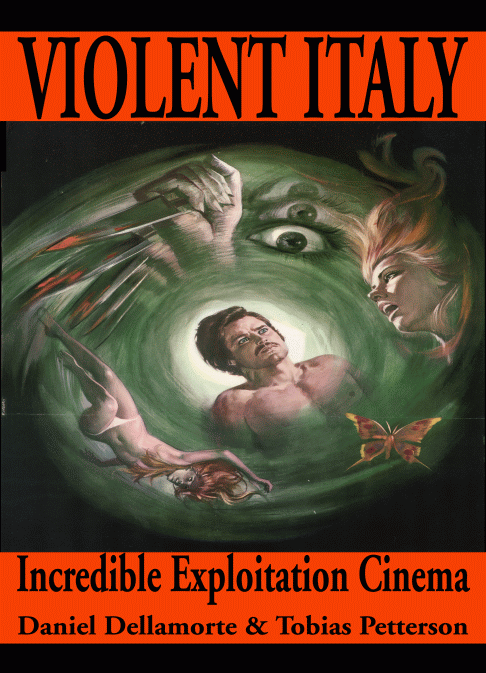 VIOLENT ITALY
Incredible Exploitation Cinema
Daniel Dellamorte & Tobias Petterson